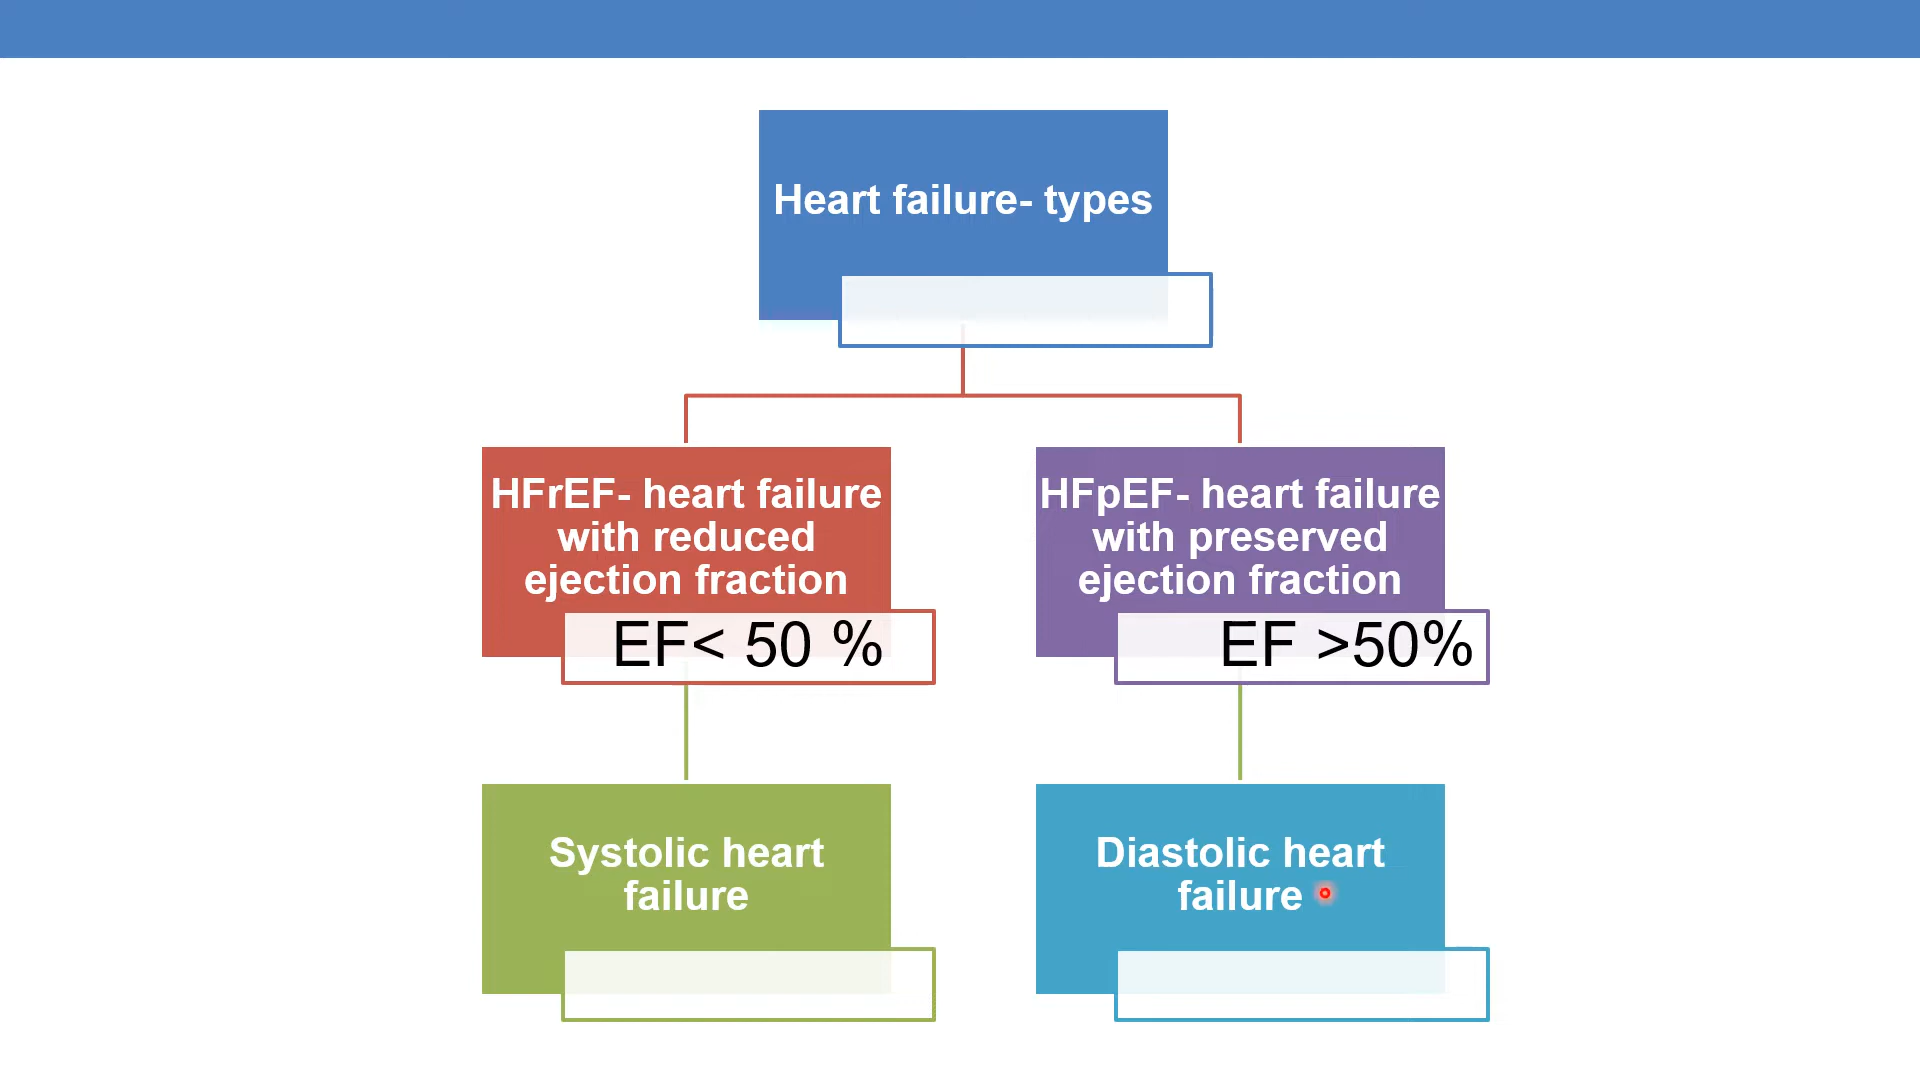 Heart failure- types
HFrEF- heart failure
with reduced
ejection fraction
EF< 50 %
HFpEF- heart failure
with preserved
ejection fraction
EF >50%
Systolic heart
failure
Diastolic heart
failure